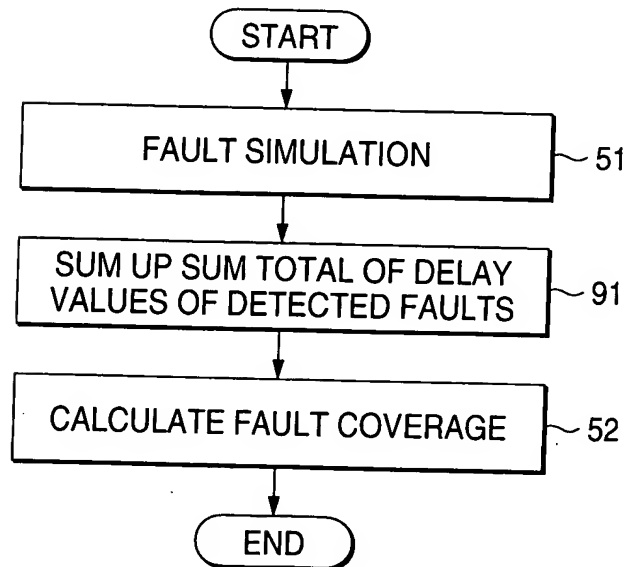 START
FAULT SIMULATION
51
SUM UP SUM TOTAL OF DELAY
VALUES OF DETECTED FAULTS
91
CALCULATE FAULT COVERAGE
52
END